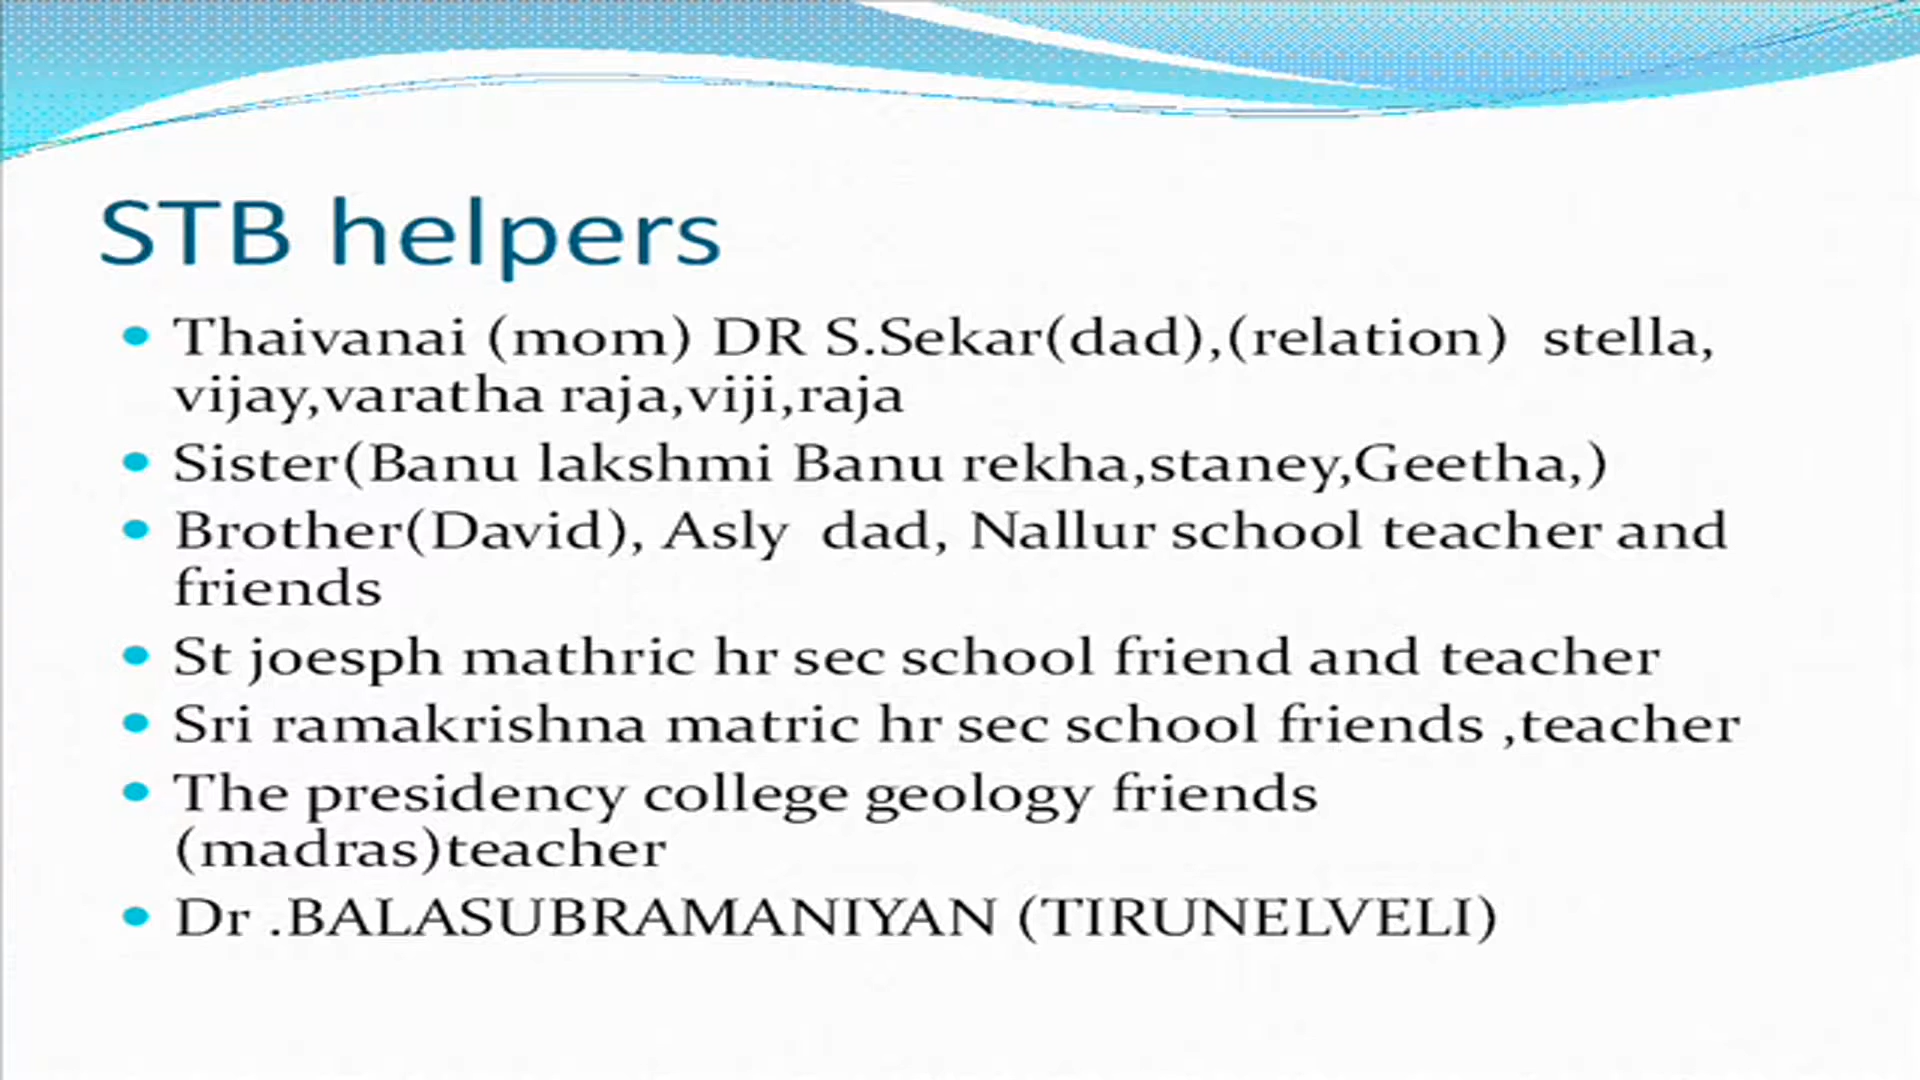 STB helpers
Thaivanai (mom) DR S.Sekar(dad),(relation) stella,
vijay,varatha raja,viji,raja
Sister(Banu lakshmi Banu rekha,staney,Geetha,)
Brother(David), Asly dad, Nallur school teacher and
friends
St joesph mathric hr sec school friend and teacher
Sri ramakrishna matric hr sec school friends ,teacher
The presidency college geology friends
(madras)teacher
Dr .BALASUBRAMANIYAN (TIRUNELVELI)